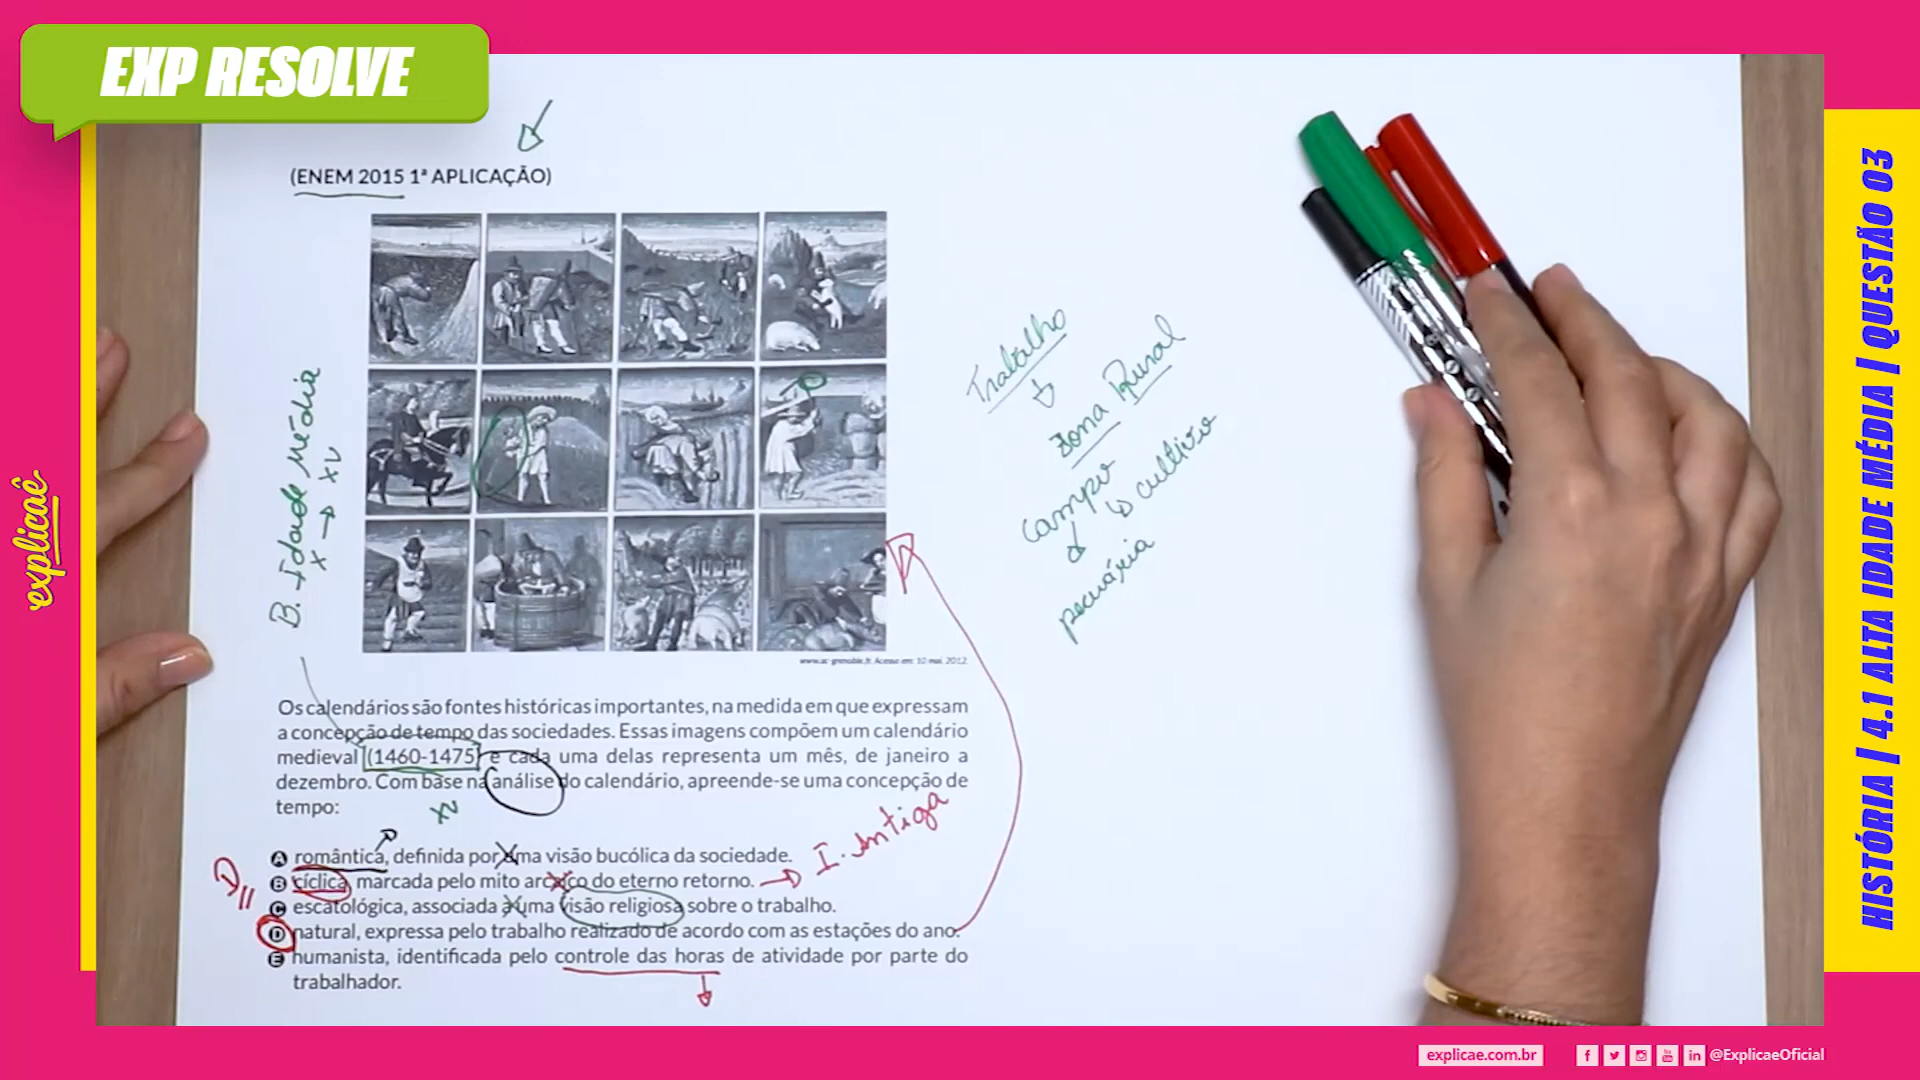 EXP RESOLVE
(ENEM 2015 1ª APLICAÇÃO)
B. Idade Média
X → XV
Trabalho
Zona Rural
campo
cultivo
pecuária
www.ac-grenoble.fr. Acesso em: 10 mai. 2012.
Os calendários são fontes históricas importantes, na medida em que expressam
a concepção de tempo das sociedades. Essas imagens compõem um calendário
medieval (1460-1475) e cada uma delas representa um mês, de janeiro a
dezembro. Com base na análise do calendário, apreende-se uma concepção de
tempo:
XV
A romântica, definida por uma visão bucólica da sociedade.
B cíclica, marcada pelo mito arcaico do eterno retorno. → I. Antiga
C escatológica, associada a uma visão religiosa sobre o trabalho.
D natural, expressa pelo trabalho realizado de acordo com as estações do ano.
E humanista, identificada pelo controle das horas de atividade por parte do
trabalhador.
D
explicaê
HISTÓRIA | 4.1 ALTA IDADE MÉDIA | QUESTÃO 03
explicae.com.br
@ExplicaeOficial